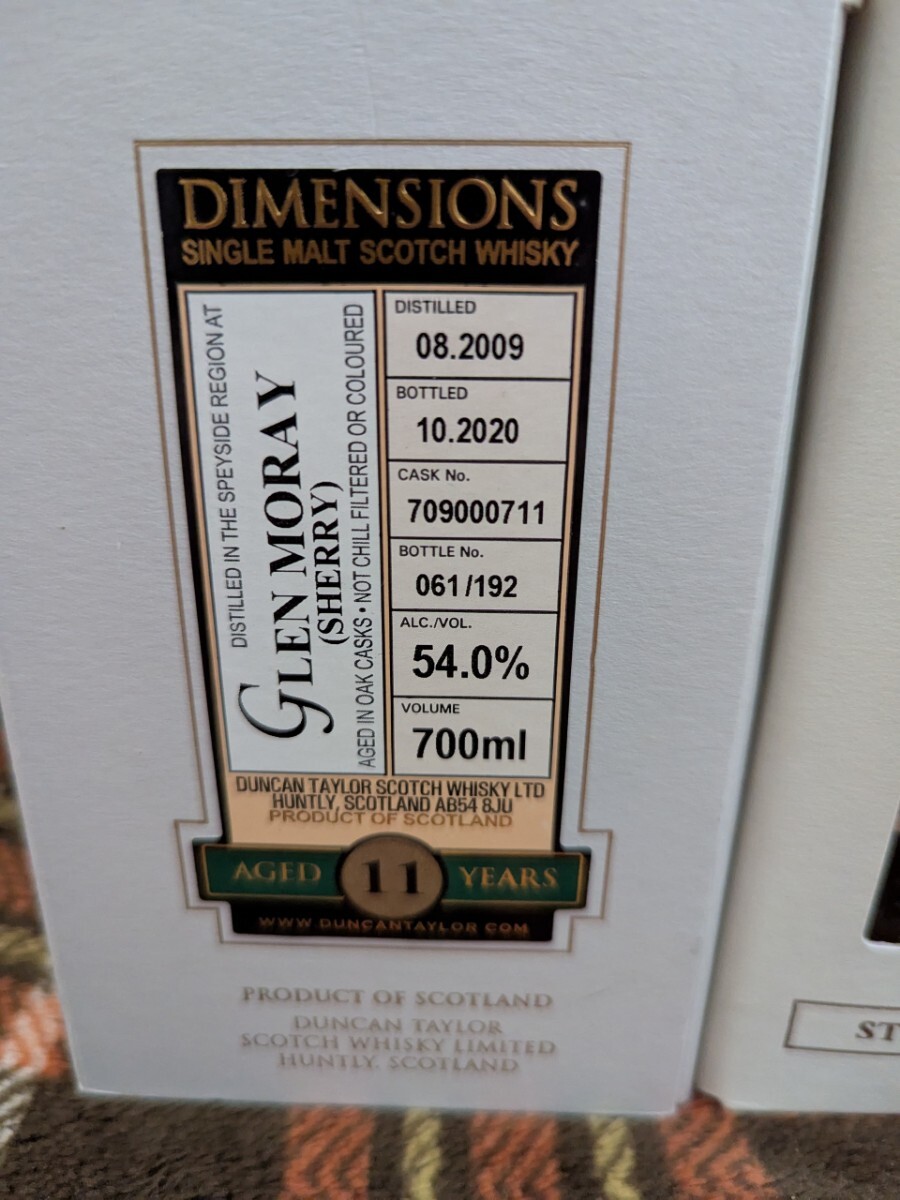 DIMENSIONS
SINGLE MALT SCOTCH WHISKY
DISTILLED IN THE SPEYSIDE REGION AT
GLEN MORAY
(SHERRY)
AGED IN OAK CASKS • NOT CHILL FILTERED OR COLOURED
DISTILLED
08.2009
BOTTLED
10.2020
CASK No.
709000711
BOTTLE No.
061/192
ALC./VOL.
54.0%
VOLUME
700ml
DUNCAN TAYLOR SCOTCH WHISKY LTD
HUNTLY, SCOTLAND AB54 8JU
PRODUCT OF SCOTLAND
AGED 11 YEARS
WWW.DUNCANTAYLOR.COM
PRODUCT OF SCOTLAND
DUNCAN TAYLOR
SCOTCH WHISKY LIMITED
HUNTLY, SCOTLAND
ST